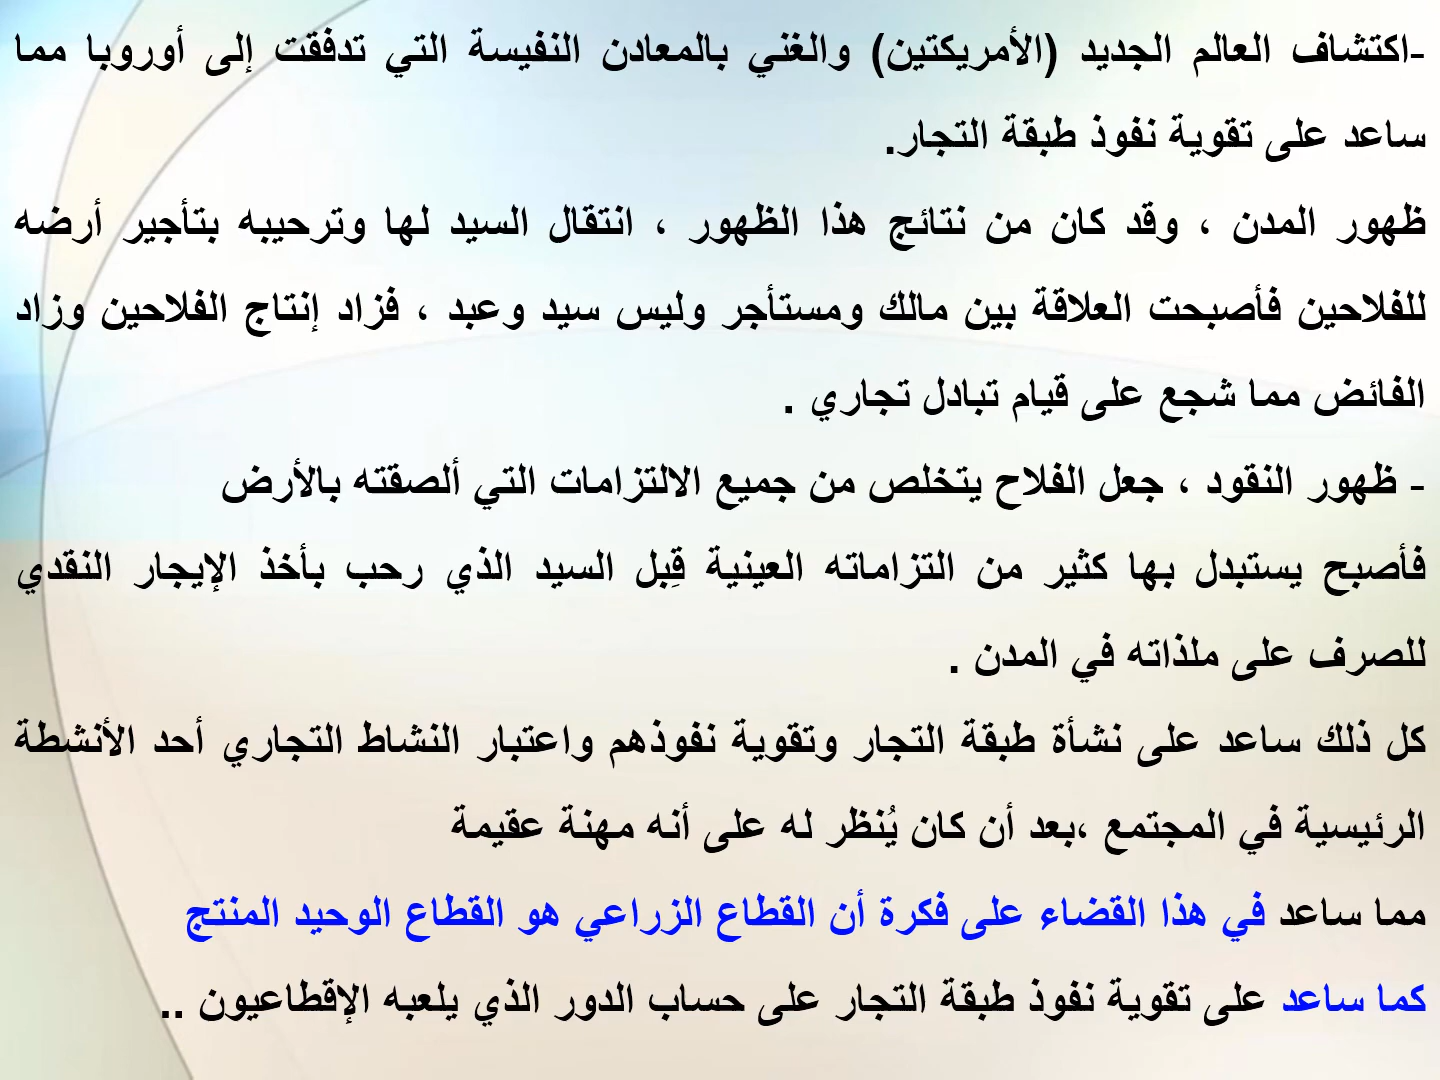 -اكتشاف العالم الجديد (الأمريكتين) والغني بالمعادن النفيسة التي تدفقت إلى أوروبا مما
ساعد على تقوية نفوذ طبقة التجار.
ظهور المدن ، وقد كان من نتائج هذا الظهور ، انتقال السيد لها وترحيبه بتأجير أرضه
للفلاحين فأصبحت العلاقة بين مالك ومستأجر وليس سيد وعبد ، فزاد إنتاج الفلاحين وزاد
الفائض مما شجع على قيام تبادل تجاري .
- ظهور النقود ، جعل الفلاح يتخلص من جميع الالتزامات التي ألصقته بالأرض
فأصبح يستبدل بها كثير من التزاماته العينية قِبل السيد الذي رحب بأخذ الإيجار النقدي
للصرف على ملذاته في المدن .
كل ذلك ساعد على نشأة طبقة التجار وتقوية نفوذهم واعتبار النشاط التجاري أحد الأنشطة
الرئيسية في المجتمع ،بعد أن كان يُنظر له على أنه مهنة عقيمة
مما ساعد في هذا القضاء على فكرة أن القطاع الزراعي هو القطاع الوحيد المنتج
كما ساعد على تقوية نفوذ طبقة التجار على حساب الدور الذي يلعبه الإقطاعيون ..